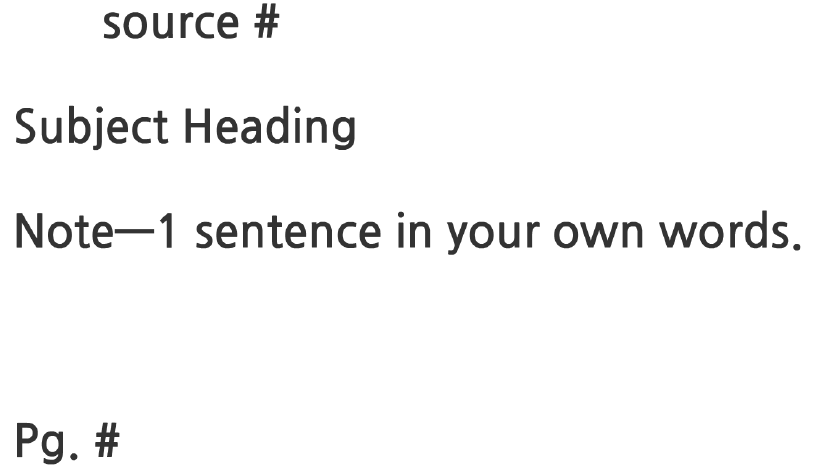 source #
Subject Heading
Note—1 sentence in your own words.
Pg. #